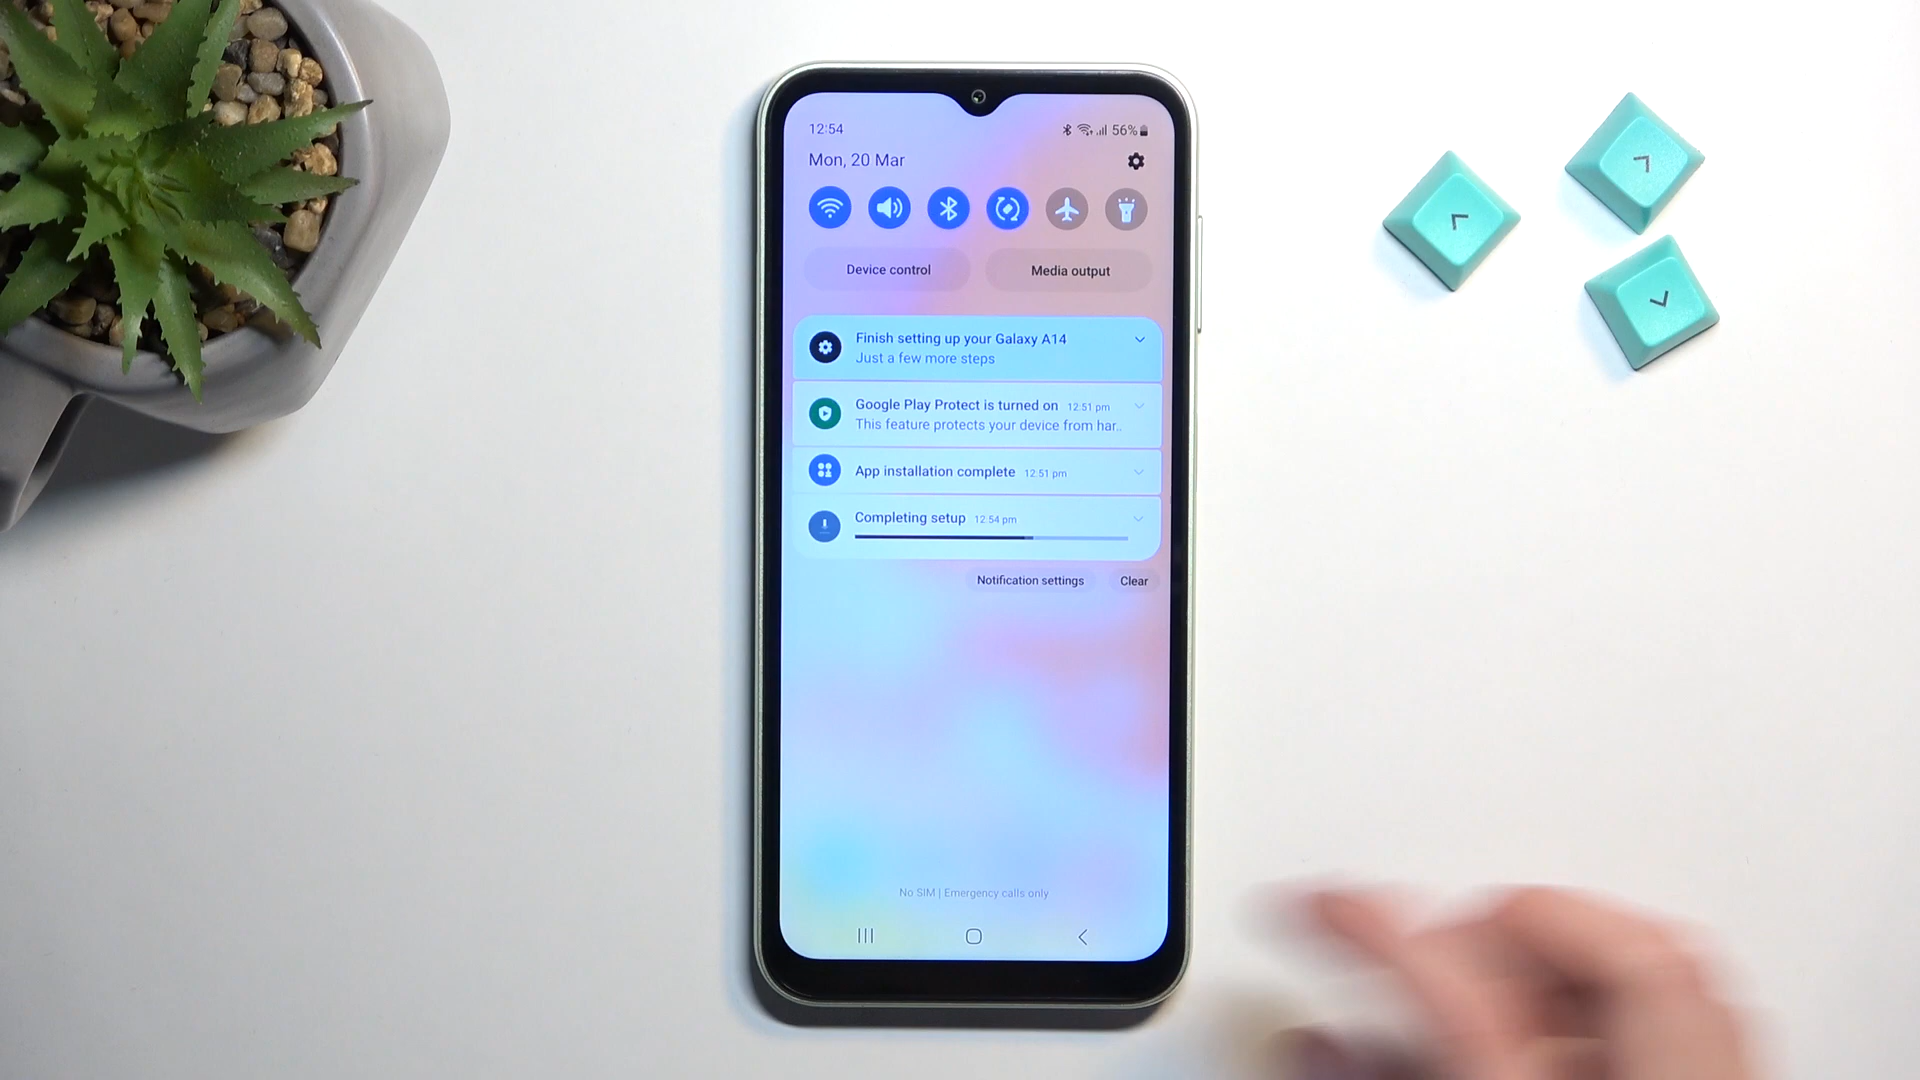 12:54 56%
Mon, 20 Mar
Device control Media output
Finish setting up your Galaxy A14
Just a few more steps
Google Play Protect is turned on 12:51 pm
This feature protects your device from har..
App installation complete 12:51 pm
Completing setup 12:54 pm
Notification settings Clear
No SIM | Emergency calls only